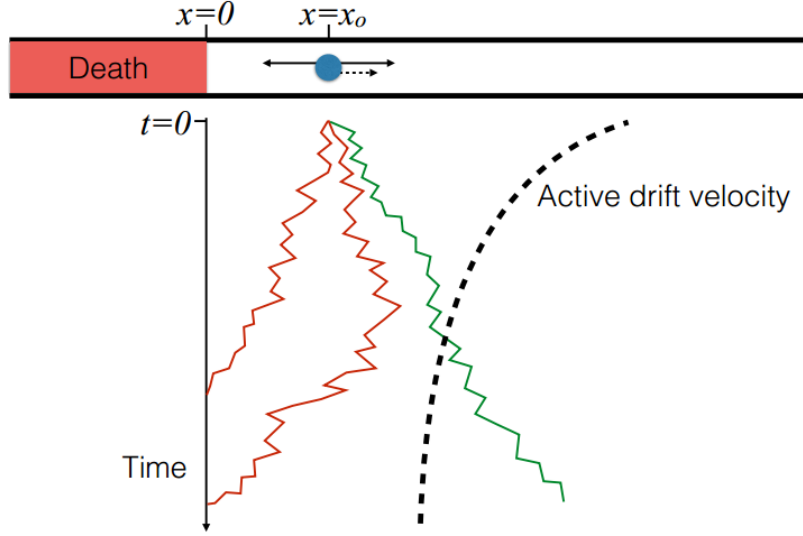 x=0
x=xₒ
Death
t=0
Active drift velocity
Time